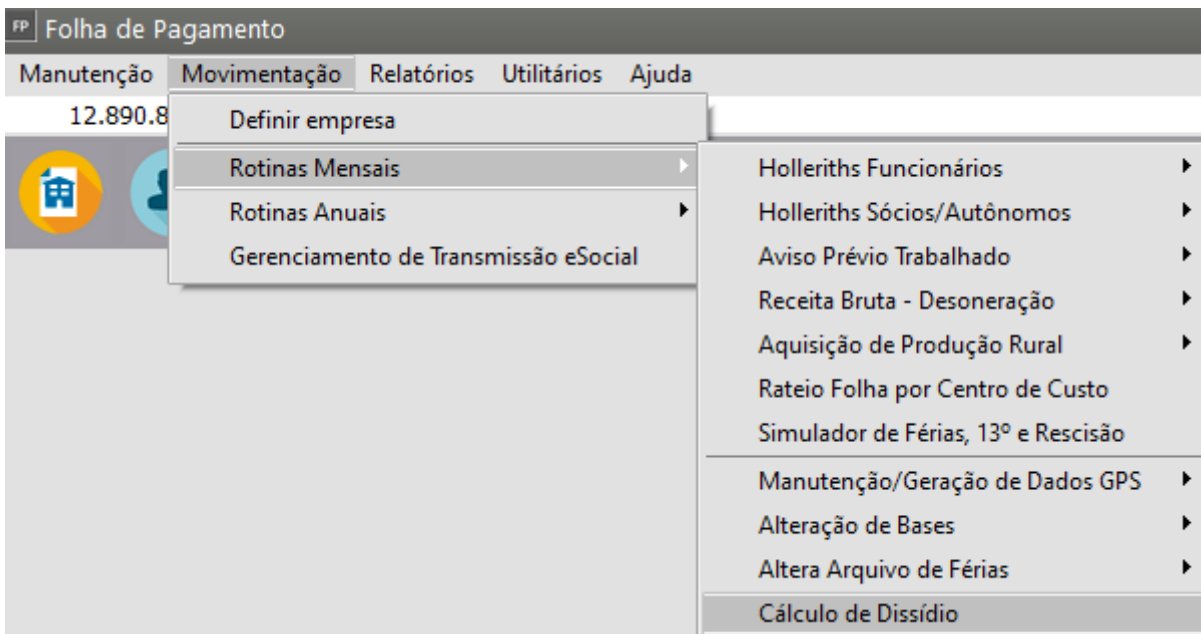 FP Folha de Pagamento
Manutenção Movimentação Relatórios Utilitários Ajuda
12.890.8
Definir empresa
Rotinas Mensais
Rotinas Anuais
Gerenciamento de Transmissão eSocial
Holleriths Funcionários
Holleriths Sócios/Autônomos
Aviso Prévio Trabalhado
Receita Bruta - Desoneração
Aquisição de Produção Rural
Rateio Folha por Centro de Custo
Simulador de Férias, 13º e Rescisão
Manutenção/Geração de Dados GPS
Alteração de Bases
Altera Arquivo de Férias
Cálculo de Dissídio